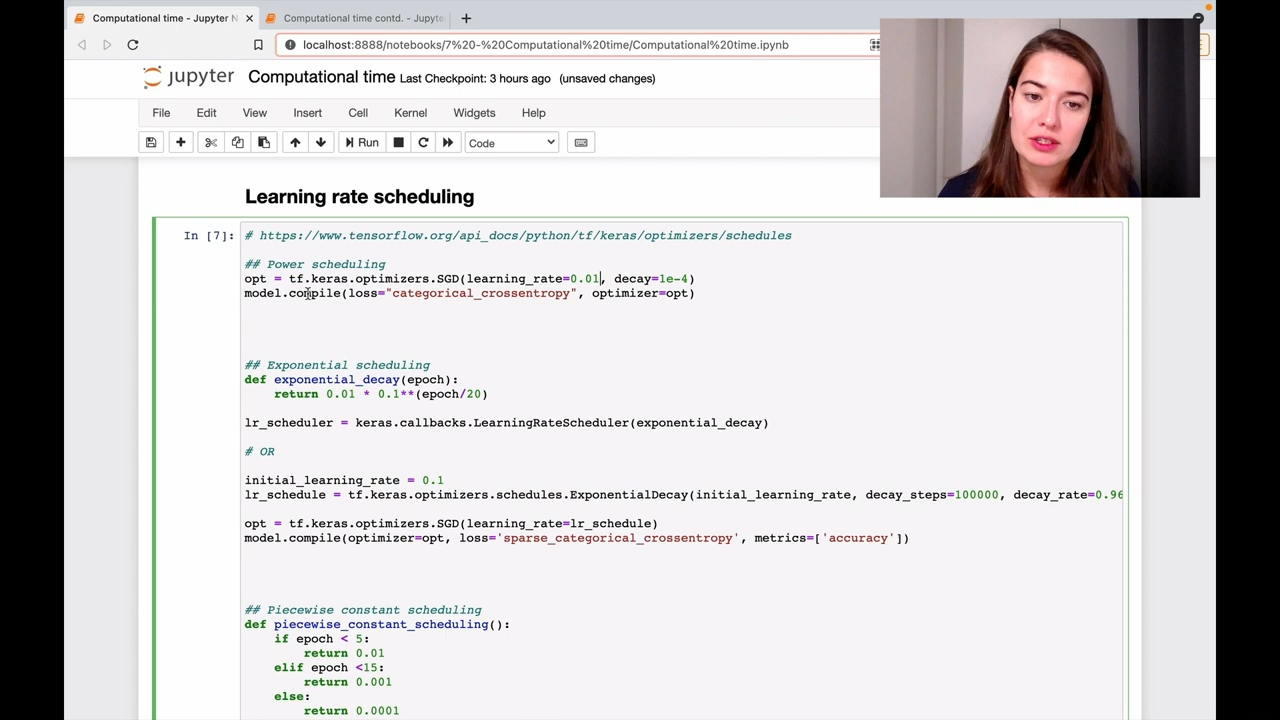 Computational time - Jupyter N
Computational time contd. - Jupyte
localhost:8888/notebooks/7%20-%20Computational%20time/Computational%20time.ipynb
jupyter Computational time Last Checkpoint: 3 hours ago (unsaved changes)
File Edit View Insert Cell Kernel Widgets Help
Run Code
Learning rate scheduling
In [7]: # https://www.tensorflow.org/api_docs/python/tf/keras/optimizers/schedules
## Power scheduling
opt = tf.keras.optimizers.SGD(learning_rate=0.01, decay=1e-4)
model.compile(loss="categorical_crossentropy", optimizer=opt)
## Exponential scheduling
def exponential_decay(epoch):
return 0.01 * 0.1**(epoch/20)
lr_scheduler = keras.callbacks.LearningRateScheduler(exponential_decay)
# OR
initial_learning_rate = 0.1
lr_schedule = tf.keras.optimizers.schedules.ExponentialDecay(initial_learning_rate, decay_steps=100000, decay_rate=0.96
opt = tf.keras.optimizers.SGD(learning_rate=lr_schedule)
model.compile(optimizer=opt, loss='sparse_categorical_crossentropy', metrics=['accuracy'])
## Piecewise constant scheduling
def piecewise_constant_scheduling():
if epoch < 5:
return 0.01
elif epoch <15:
return 0.001
else:
return 0.0001